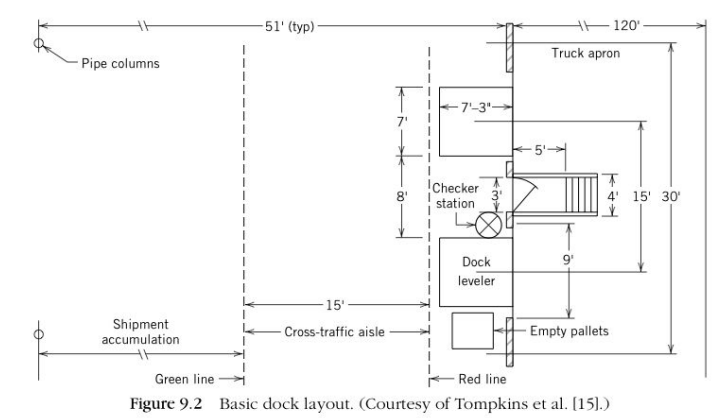 51' (typ)
120'
Pipe columns
Truck apron
7'-3"
7'
5'
8'
Checker
station
3'
4'
15'
30'
Dock
leveler
9'
15'
Shipment
accumulation
Cross-traffic aisle
Empty pallets
Green line
Red line
Figure 9.2 Basic dock layout. (Courtesy of Tompkins et al. [15].)